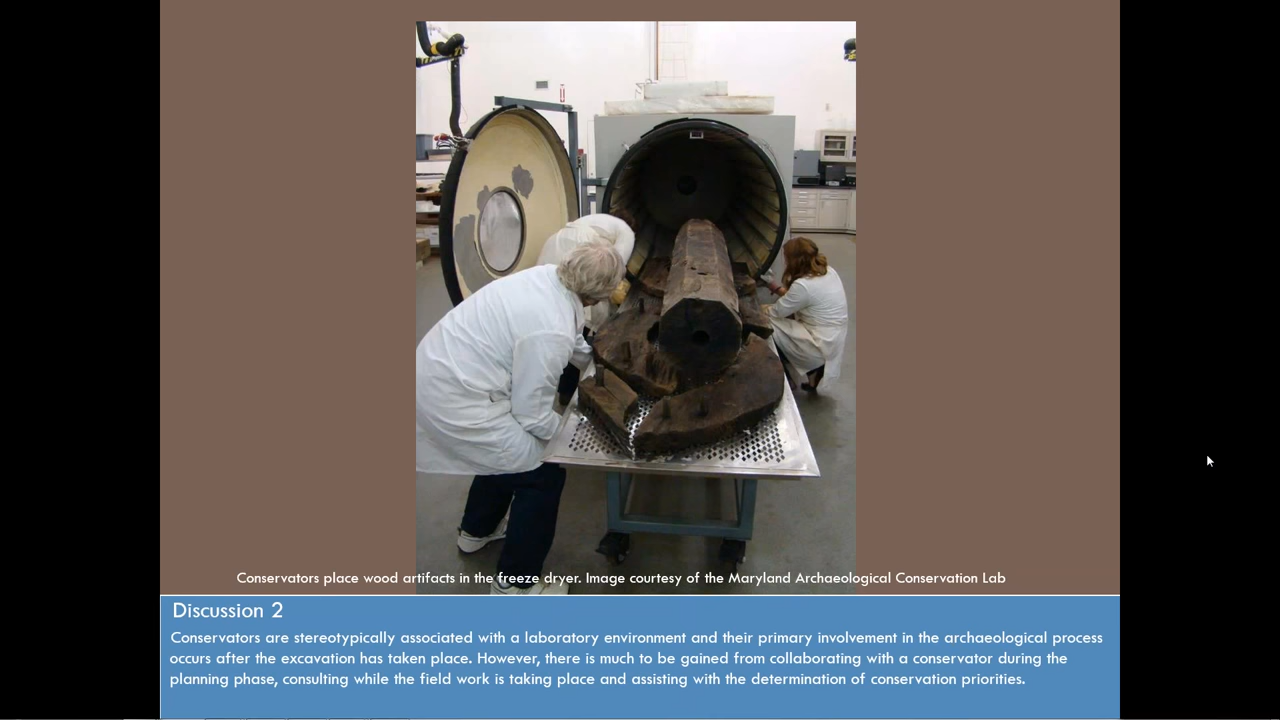 Conservators place wood artifacts in the freeze dryer. Image courtesy of the Maryland Archaeological Conservation Lab
Discussion 2
Conservators are stereotypically associated with a laboratory environment and their primary involvement in the archaeological process
occurs after the excavation has taken place. However, there is much to be gained from collaborating with a conservator during the
planning phase, consulting while the field work is taking place and assisting with the determination of conservation priorities.